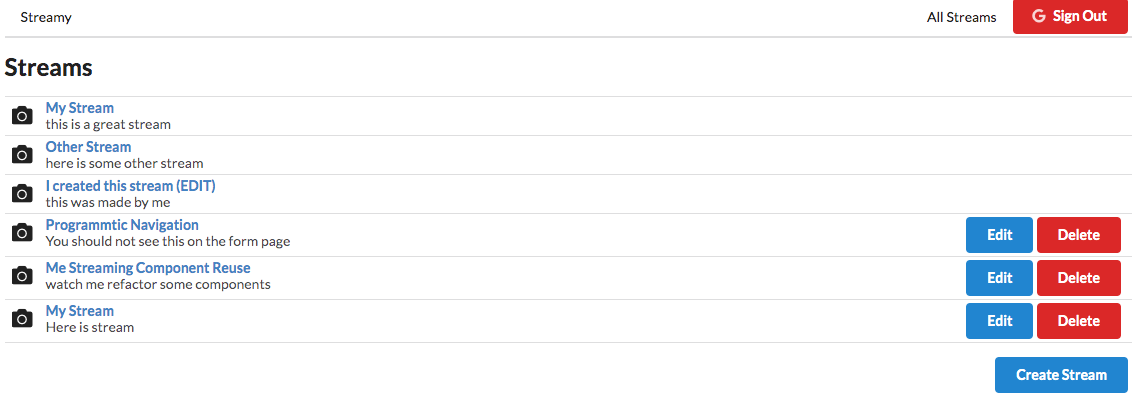 Streamy
All Streams
Sign Out
Streams
My Stream
this is a great stream
Other Stream
here is some other stream
I created this stream (EDIT)
this was made by me
Programmtic Navigation
You should not see this on the form page
Edit
Delete
Me Streaming Component Reuse
watch me refactor some components
Edit
Delete
My Stream
Here is stream
Edit
Delete
Create Stream